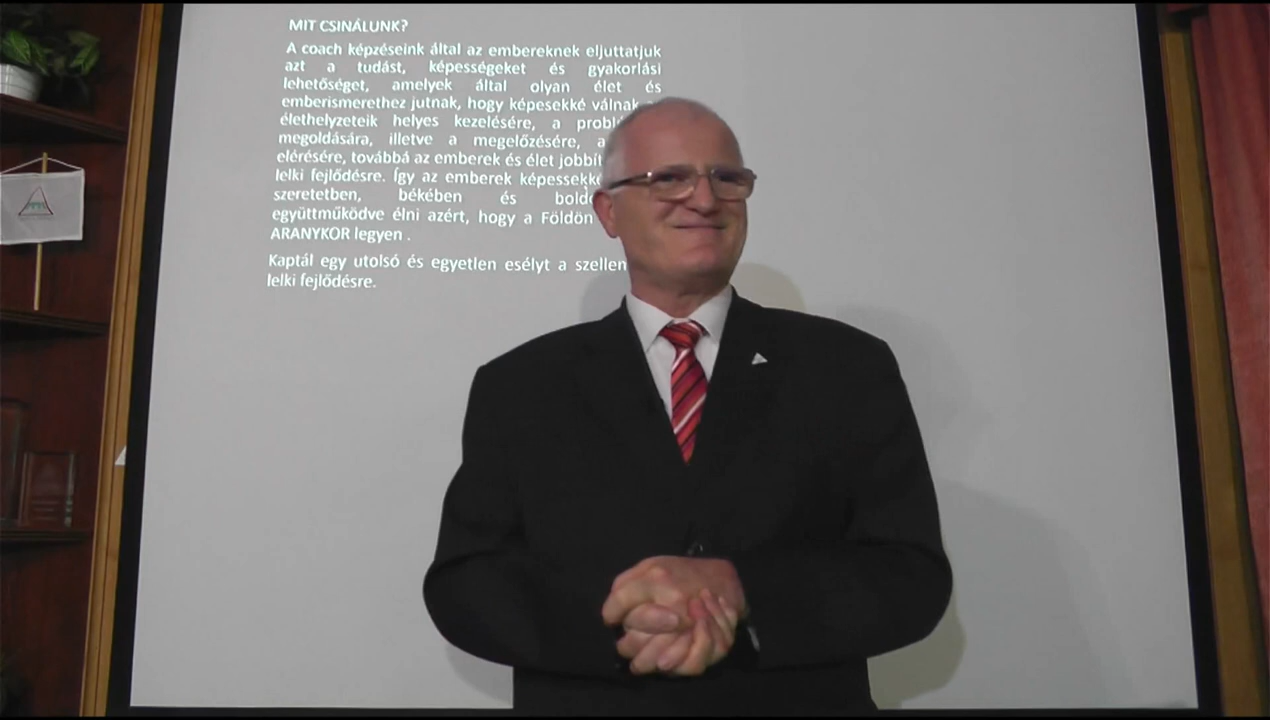 MIT CSINÁLUNK?
A coach képzéseink által az embereknek eljuttatjuk
azt a tudást, képességeket és gyakorlási
lehetőséget, amelyek által olyan élet és
emberismerethez jutnak, hogy képesekké válnak
élethelyzeteik helyes kezelésére, a probl
megoldására, illetve a megelőzésére, a
elérésére, továbbá az emberek és élet jobbít
lelki fejlődésre. Így az emberek képessekk
szeretetben, békében és bold
együttműködve élni azért, hogy a Földön
ARANYKOR legyen .
Kaptál egy utolsó és egyetlen esélyt a szellem
lelki fejlődésre.